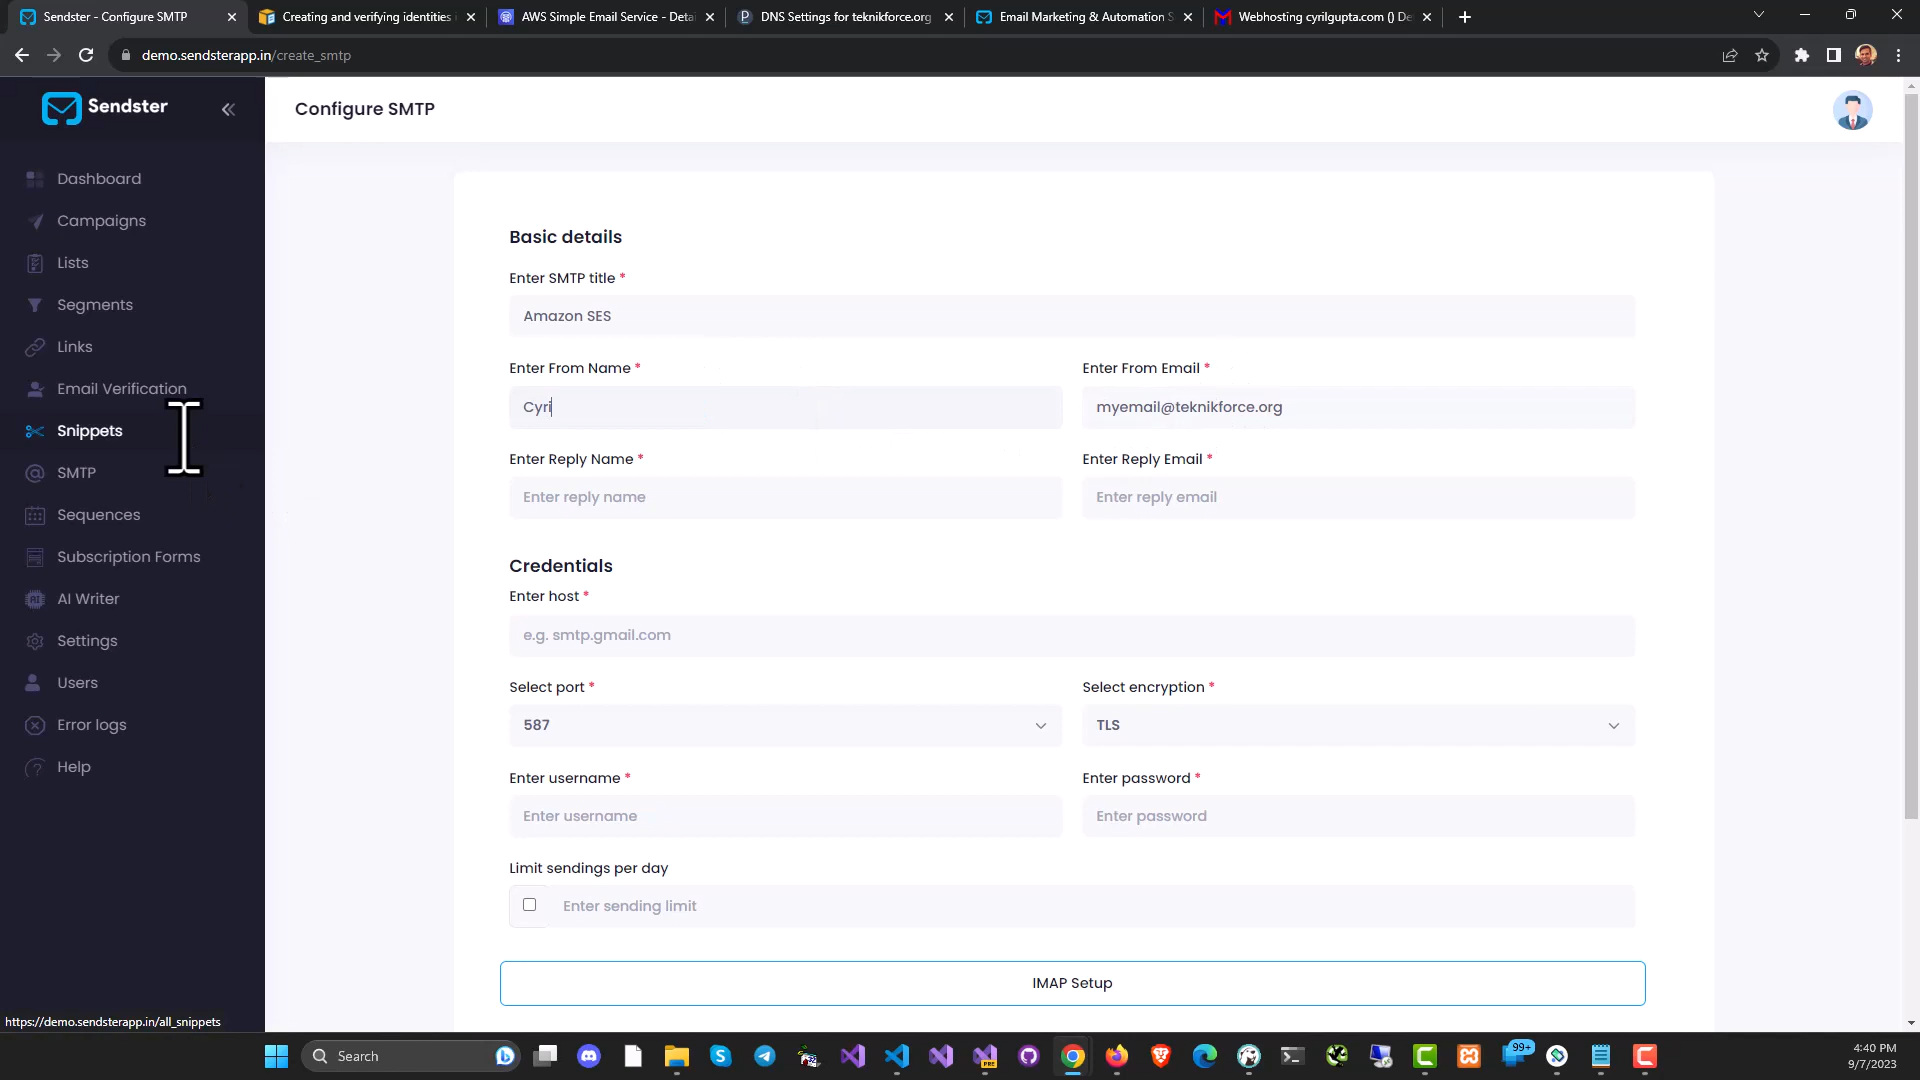 Sendster - Configure SMTP
Creating and verifying identities
AWS Simple Email Service - Detai
DNS Settings for teknikforce.org
Email Marketing & Automation S
Webhosting cyrilgupta.com () De
demo.sendsterapp.in/create_smtp
Sendster
Configure SMTP
Dashboard
Campaigns
Lists
Segments
Links
Email Verification
Snippets
SMTP
Sequences
Subscription Forms
AI Writer
Settings
Users
Error logs
Help
Basic details
Enter SMTP title *
Amazon SES
Enter From Name *
Enter From Email *
Cyri
myemail@teknikforce.org
Enter Reply Name *
Enter Reply Email *
Enter reply name
Enter reply email
Credentials
Enter host *
e.g. smtp.gmail.com
Select port *
Select encryption *
587
TLS
Enter username *
Enter password *
Enter username
Enter password
Limit sendings per day
Enter sending limit
IMAP Setup
https://demo.sendsterapp.in/all_snippets
Search
99+
4:40 PM
9/7/2023